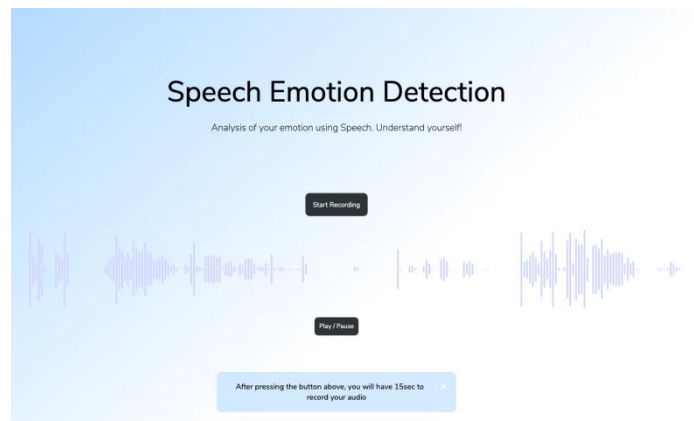 Speech Emotion Detection
Analysis of your emotion using Speech. Understand yourself!
Start Recording
Play / Pause
After pressing the button above, you will have 15sec to
record your audio